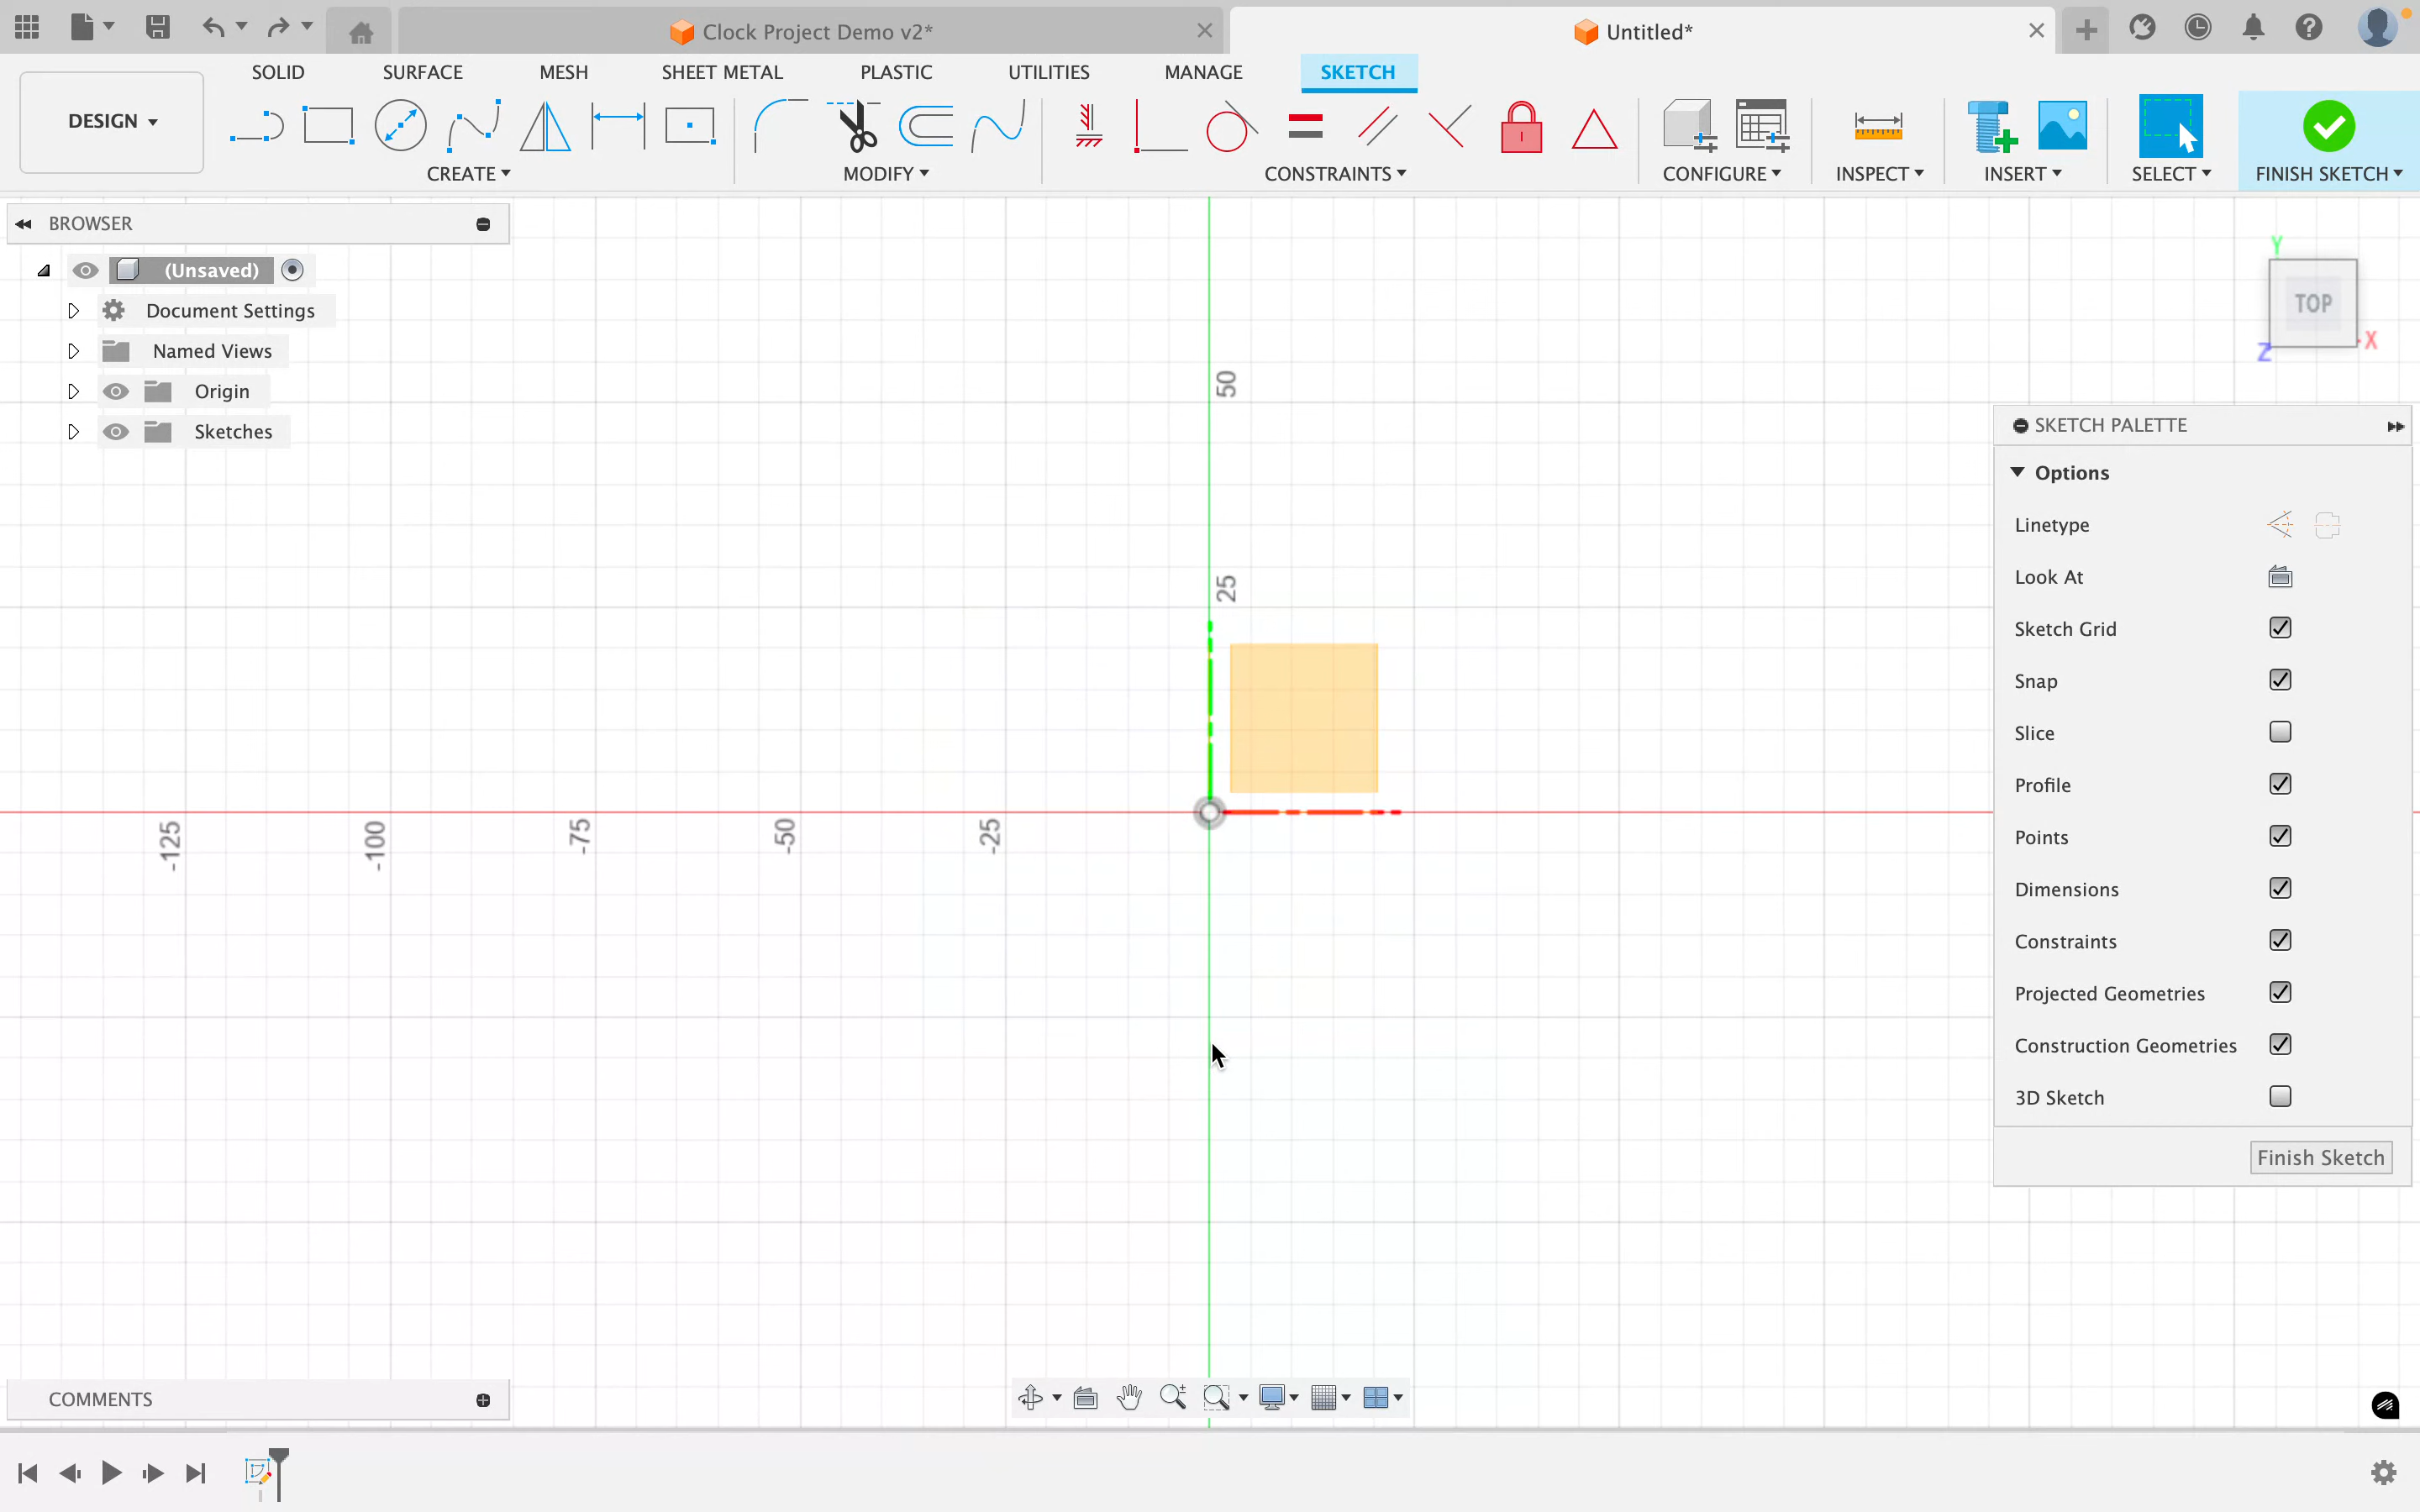 Clock Project Demo v2*
Untitled*
DESIGN
SOLID SURFACE MESH SHEET METAL PLASTIC UTILITIES MANAGE SKETCH
CREATE MODIFY CONSTRAINTS CONFIGURE INSPECT INSERT SELECT FINISH SKETCH
BROWSER
(Unsaved)
Document Settings
Named Views
Origin
Sketches
Y
TOP
X
Z
50
25
-125 -100 -75 -50 -25
SKETCH PALETTE
Options
Linetype
Look At
Sketch Grid
Snap
Slice
Profile
Points
Dimensions
Constraints
Projected Geometries
Construction Geometries
3D Sketch
Finish Sketch
COMMENTS